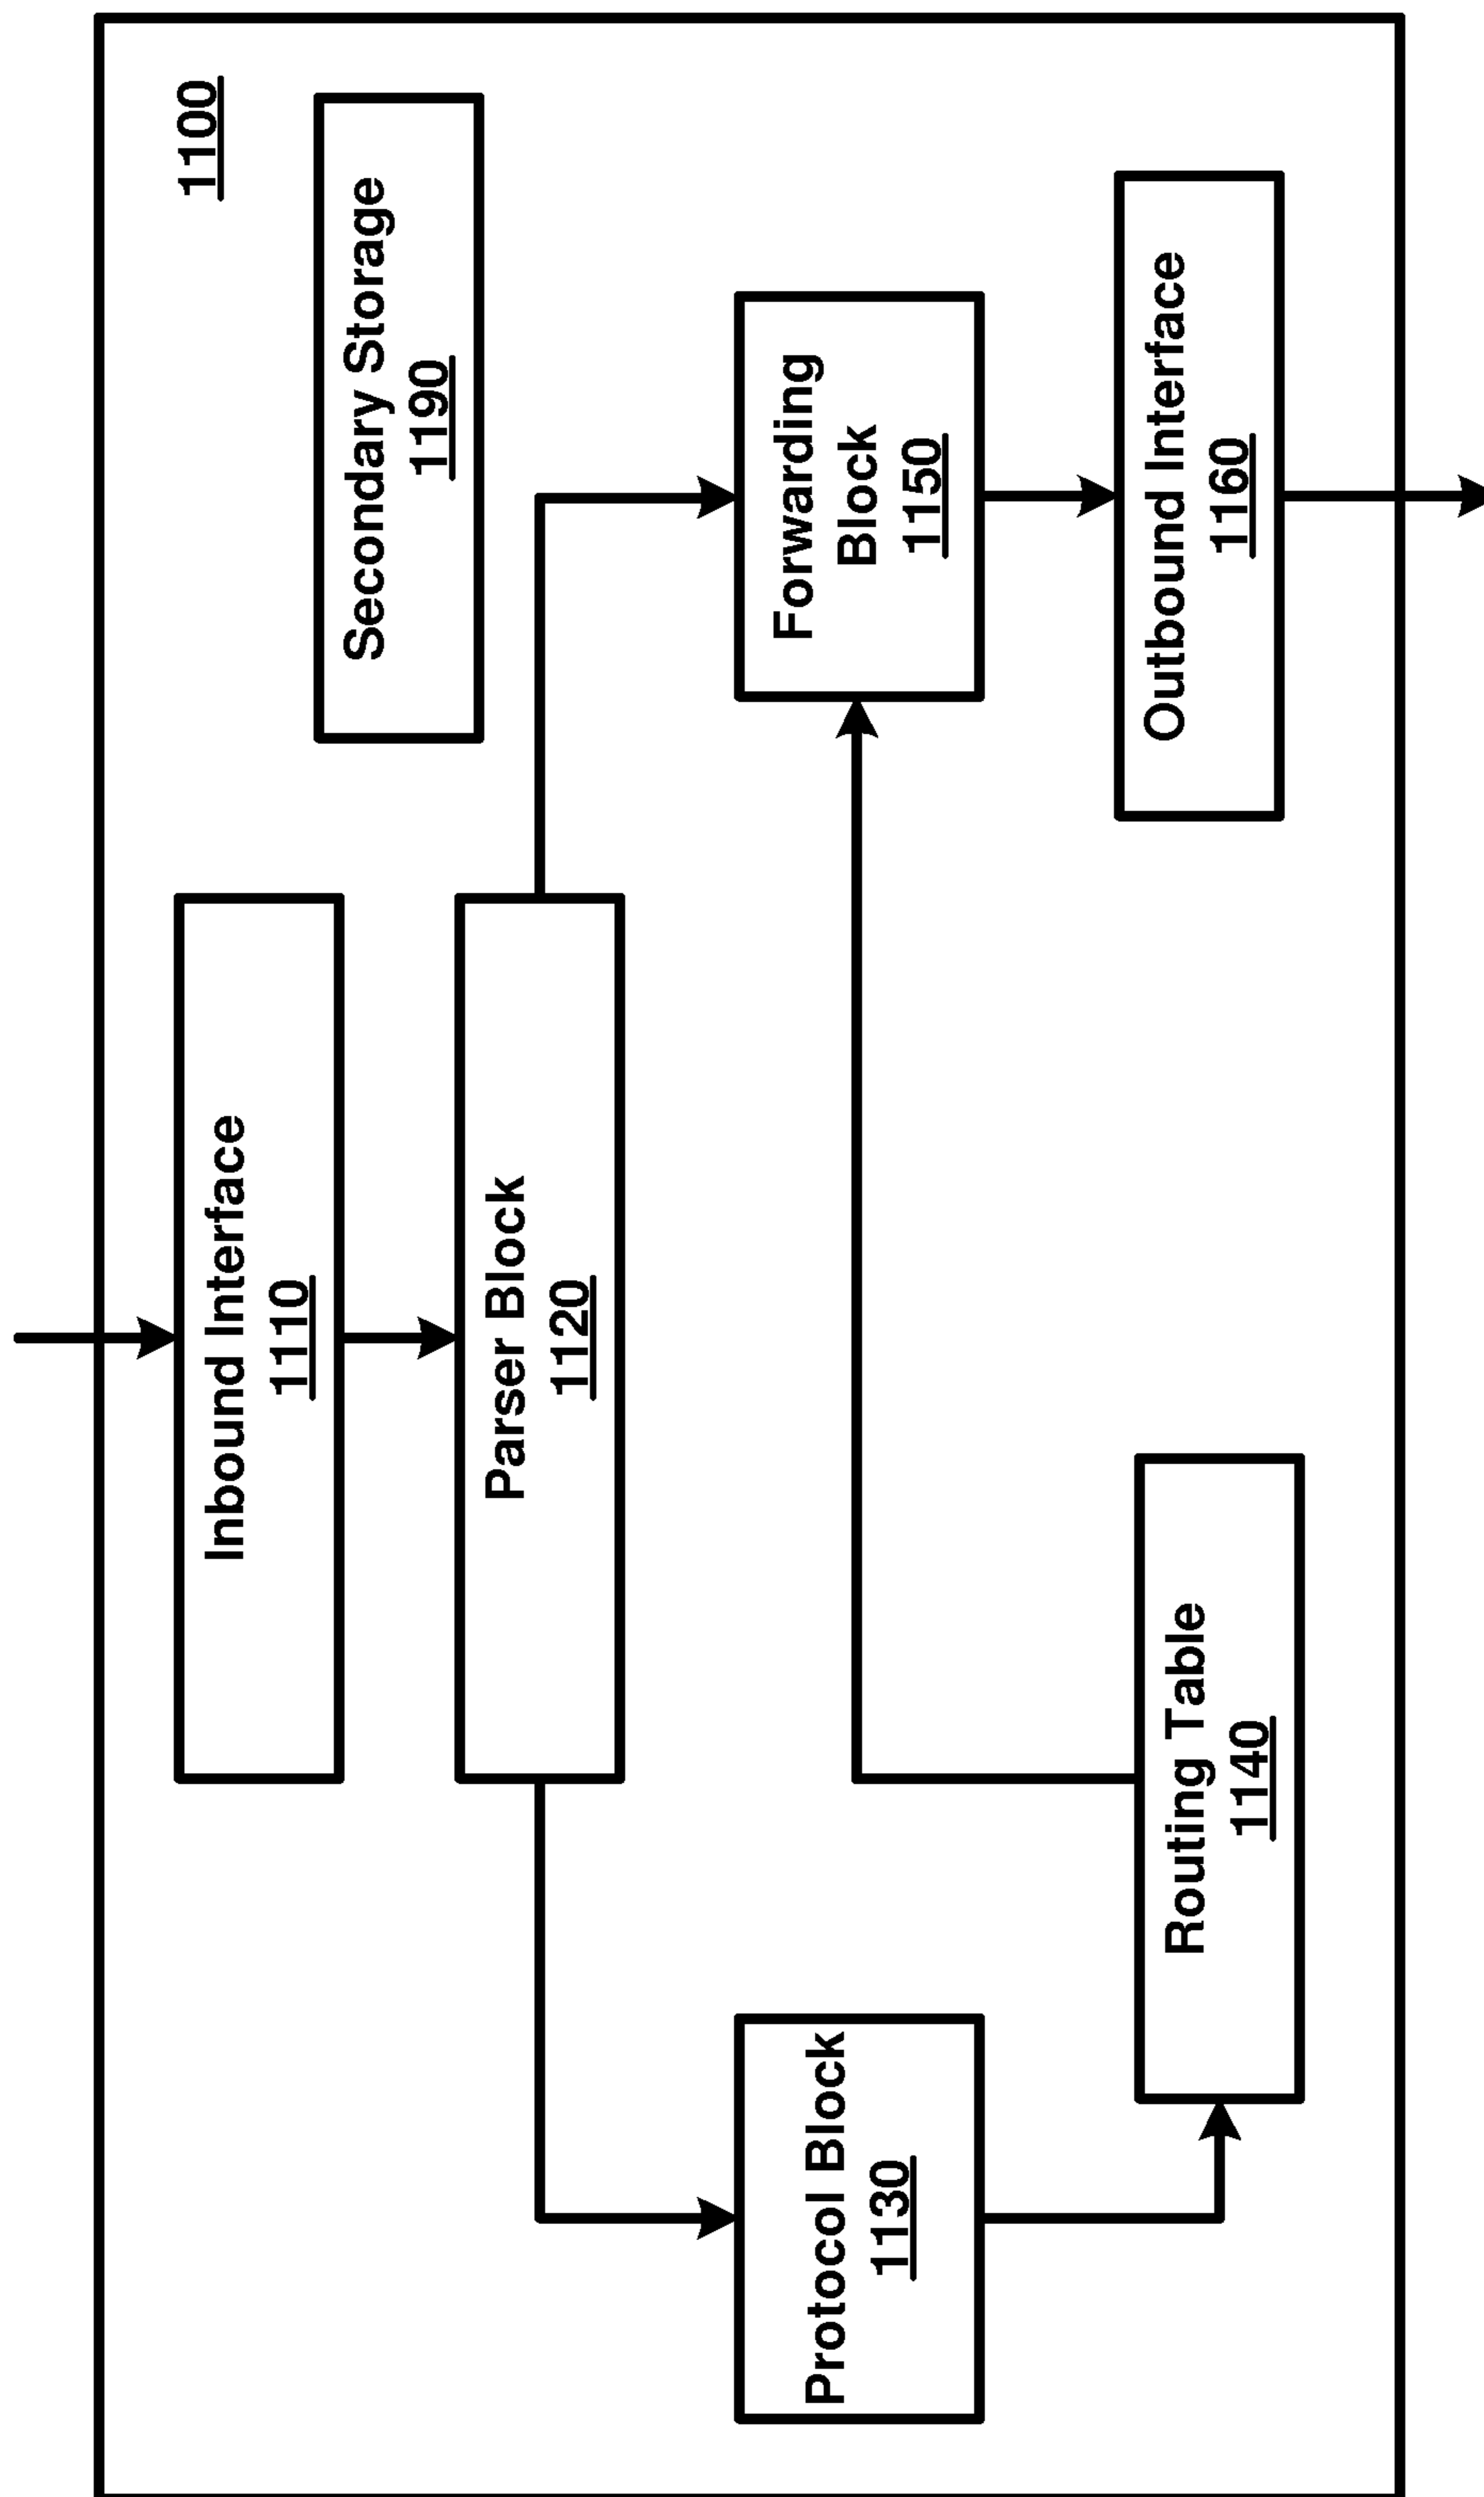 1100
Inbound Interface
1110
Secondary Storage
1190
Parser Block
1120
Protocol Block
1130
Forwarding
Block
1150
Routing Table
1140
Outbound Interface
1160